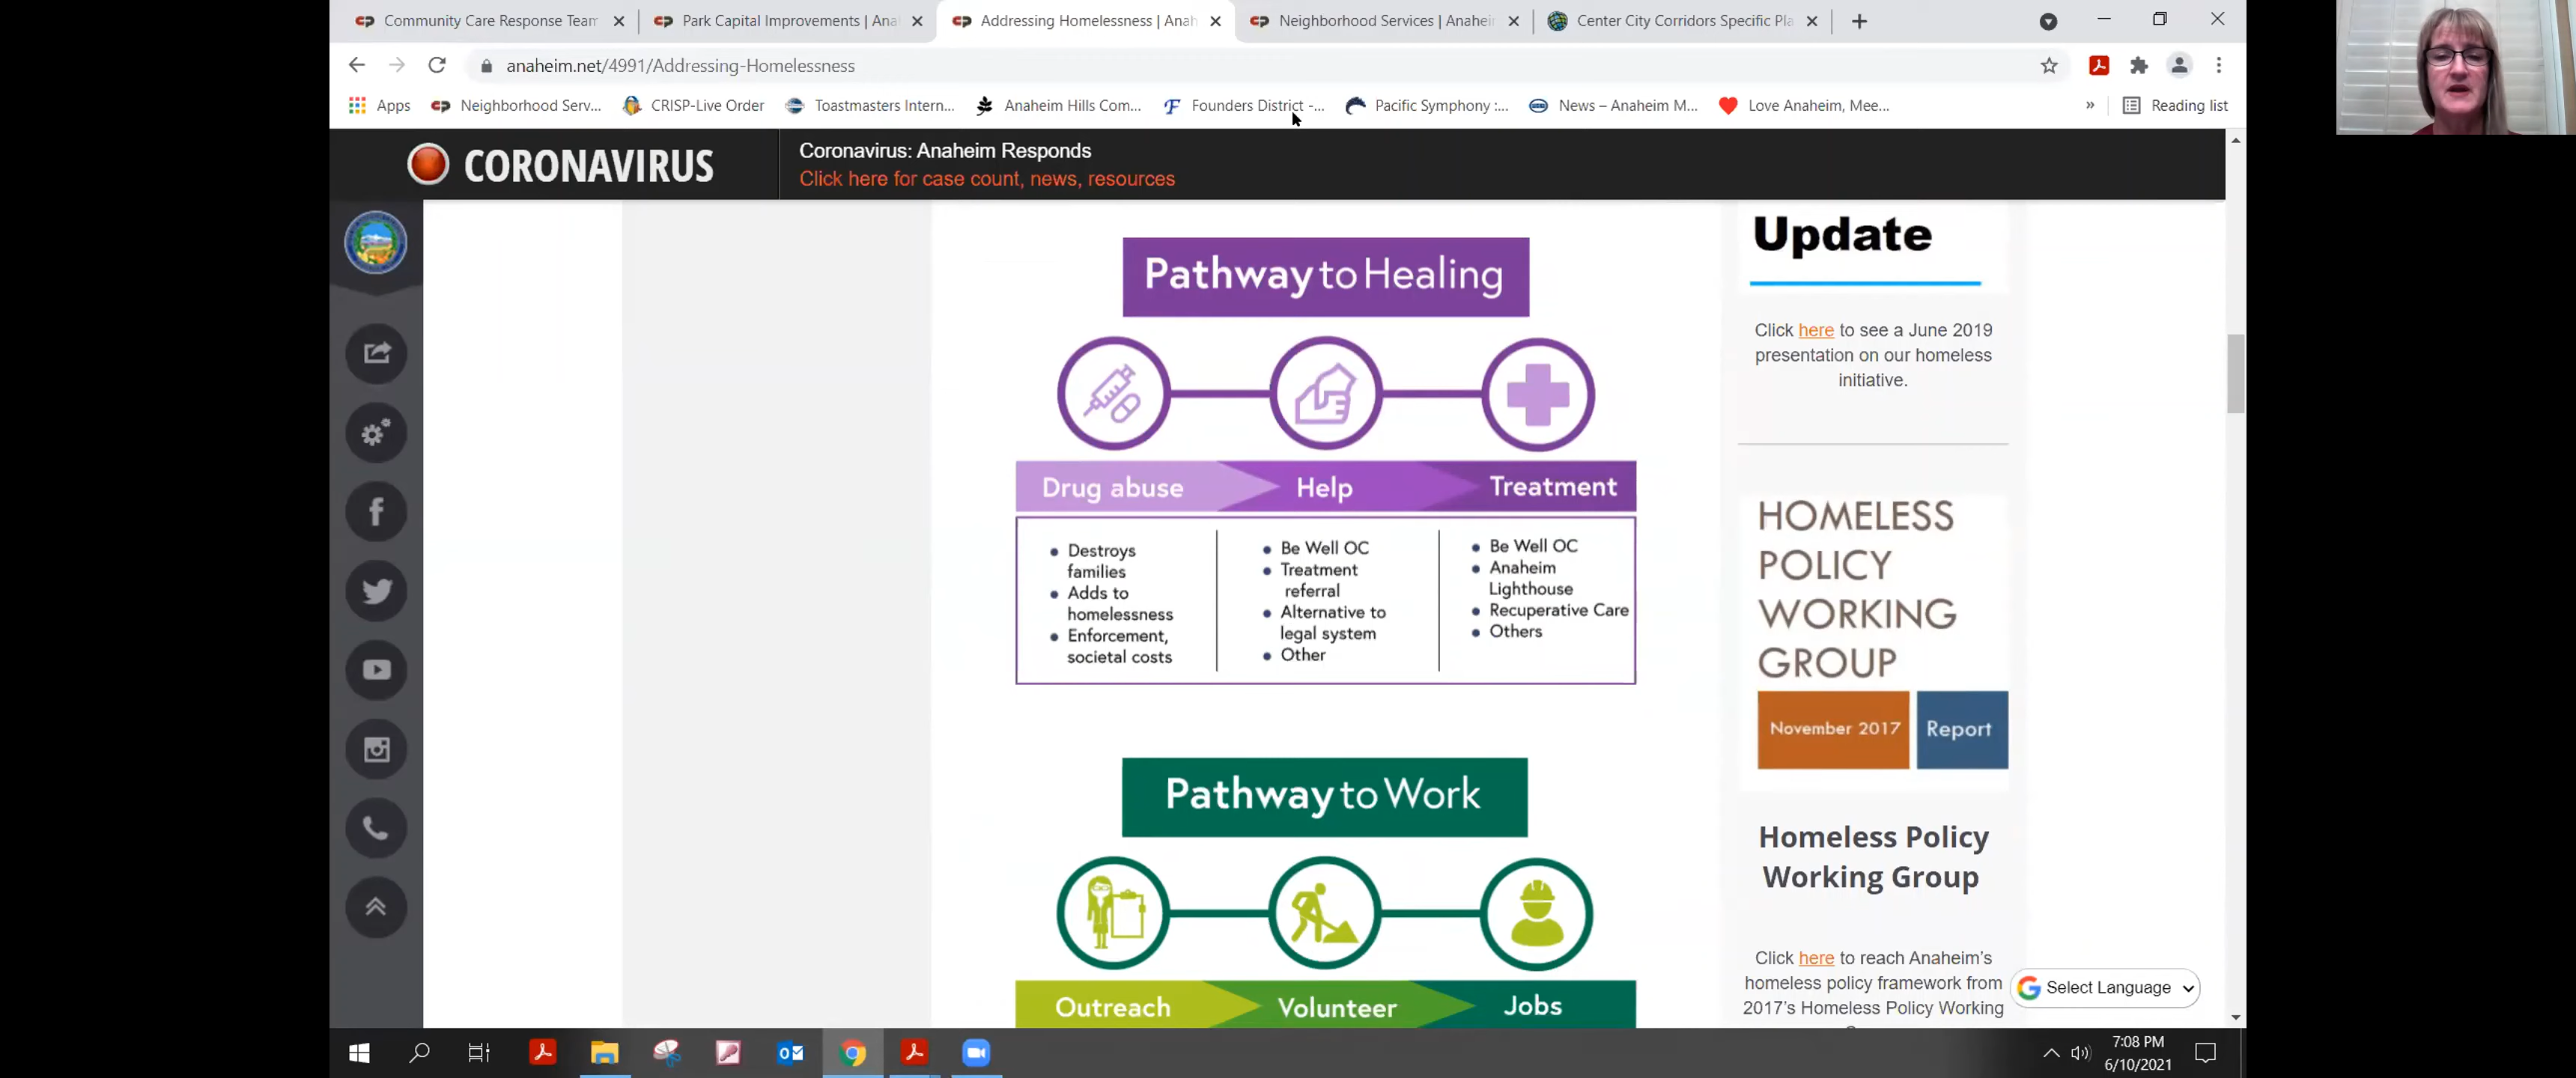 Community Care Response Team
Park Capital Improvements | Ana
Addressing Homelessness | Anah
Neighborhood Services | Anahei
Center City Corridors Specific Pla
anaheim.net/4991/Addressing-Homelessness
Apps
Neighborhood Serv...
CRISP-Live Order
Toastmasters Intern...
Anaheim Hills Com...
Founders District -...
Pacific Symphony :...
News – Anaheim M...
Love Anaheim, Mee...
»
Reading list
CORONAVIRUS
Coronavirus: Anaheim Responds
Click here for case count, news, resources
Pathway to Healing
Drug abuse
Help
Treatment
• Destroys
families
• Adds to
homelessness
• Enforcement,
societal costs
• Be Well OC
• Treatment
referral
• Alternative to
legal system
• Other
• Be Well OC
• Anaheim
Lighthouse
• Recuperative Care
• Others
Pathway to Work
Outreach
Volunteer
Jobs
Update
Click here to see a June 2019
presentation on our homeless
initiative.
HOMELESS
POLICY
WORKING
GROUP
November 2017
Report
Homeless Policy
Working Group
Click here to reach Anaheim's
homeless policy framework from
2017's Homeless Policy Working
Select Language
7:08 PM
6/10/2021